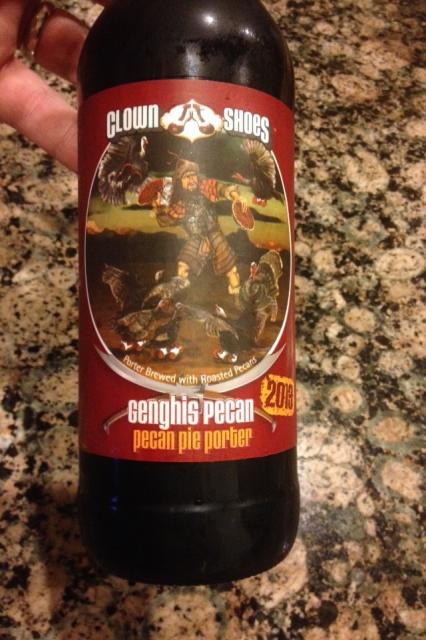 CLOWN SHOES
Porter Brewed with Roasted Pecans
2013
Genghis Pecan
pecan pie porter